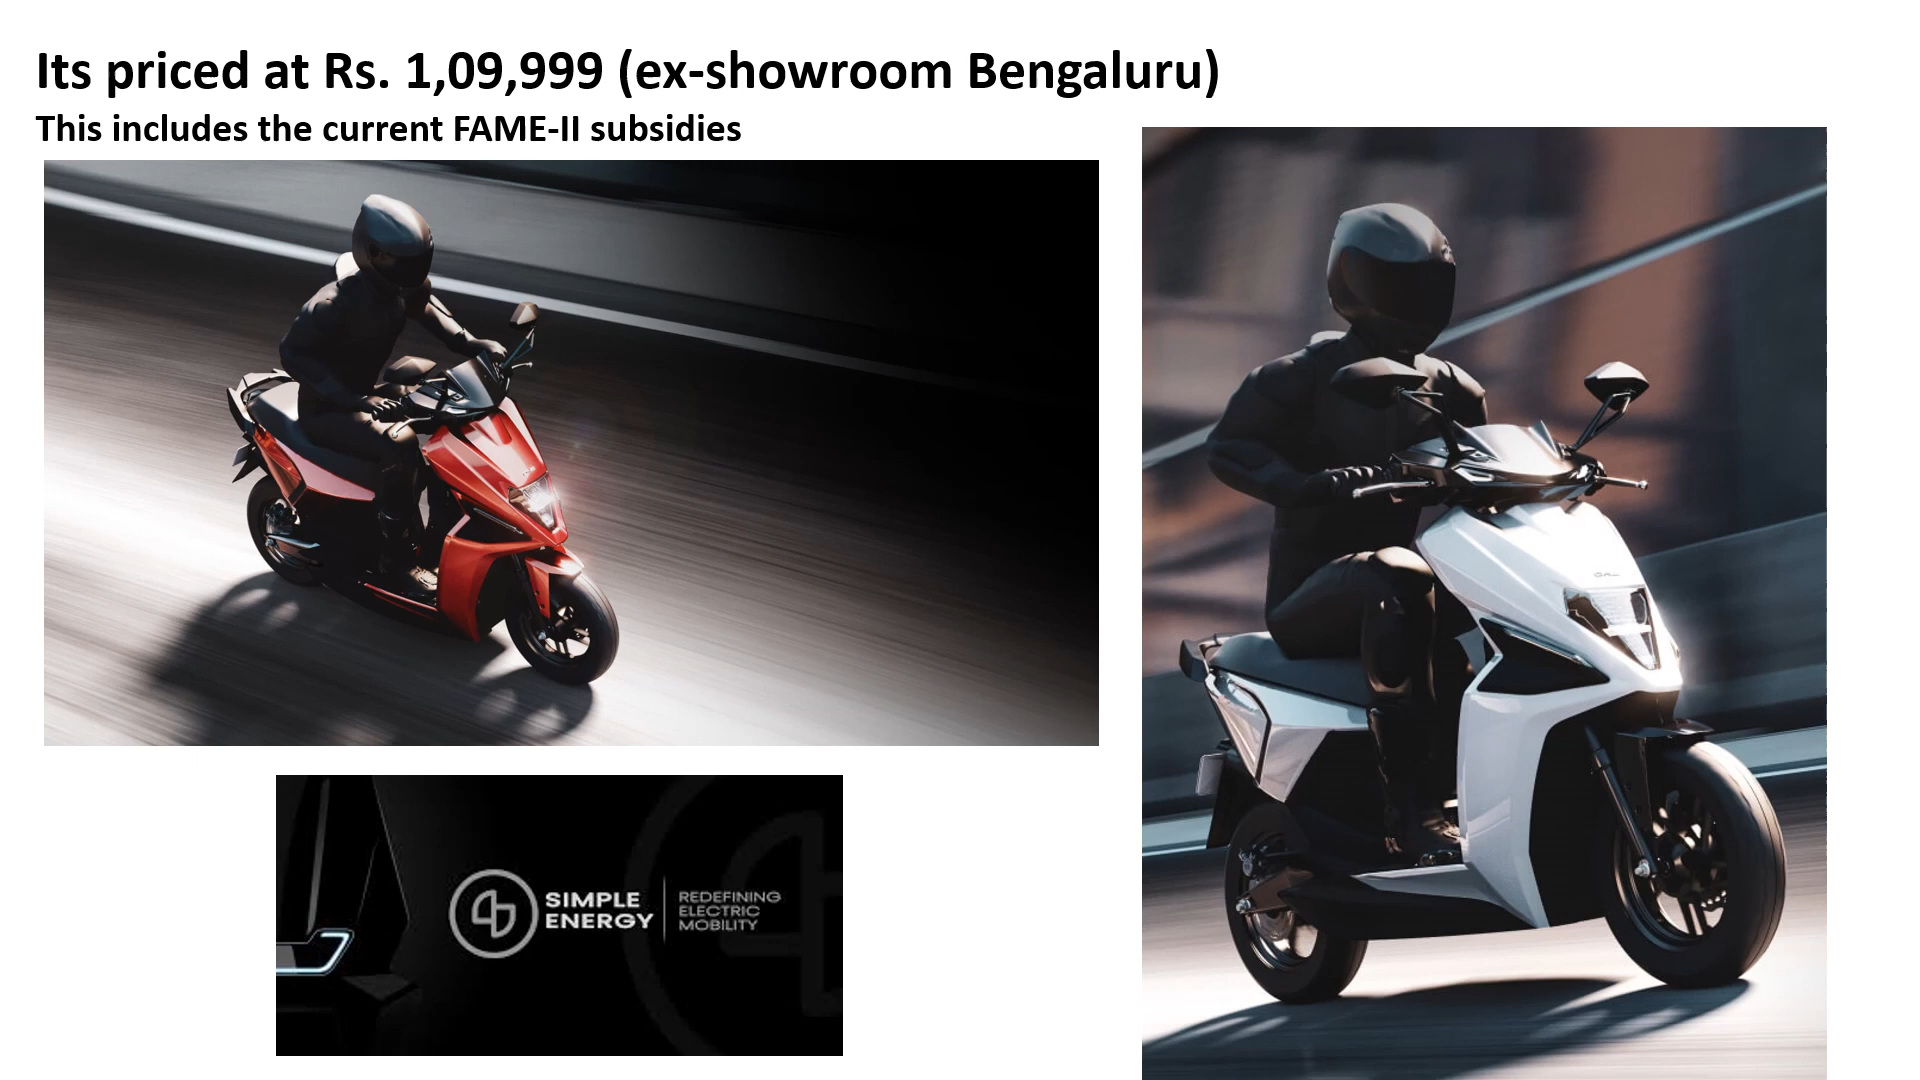 Its priced at Rs. 1,09,999 (ex-showroom Bengaluru)
This includes the current FAME-II subsidies
SIMPLE
ENERGY
REDEFINING
ELECTRIC
MOBILITY